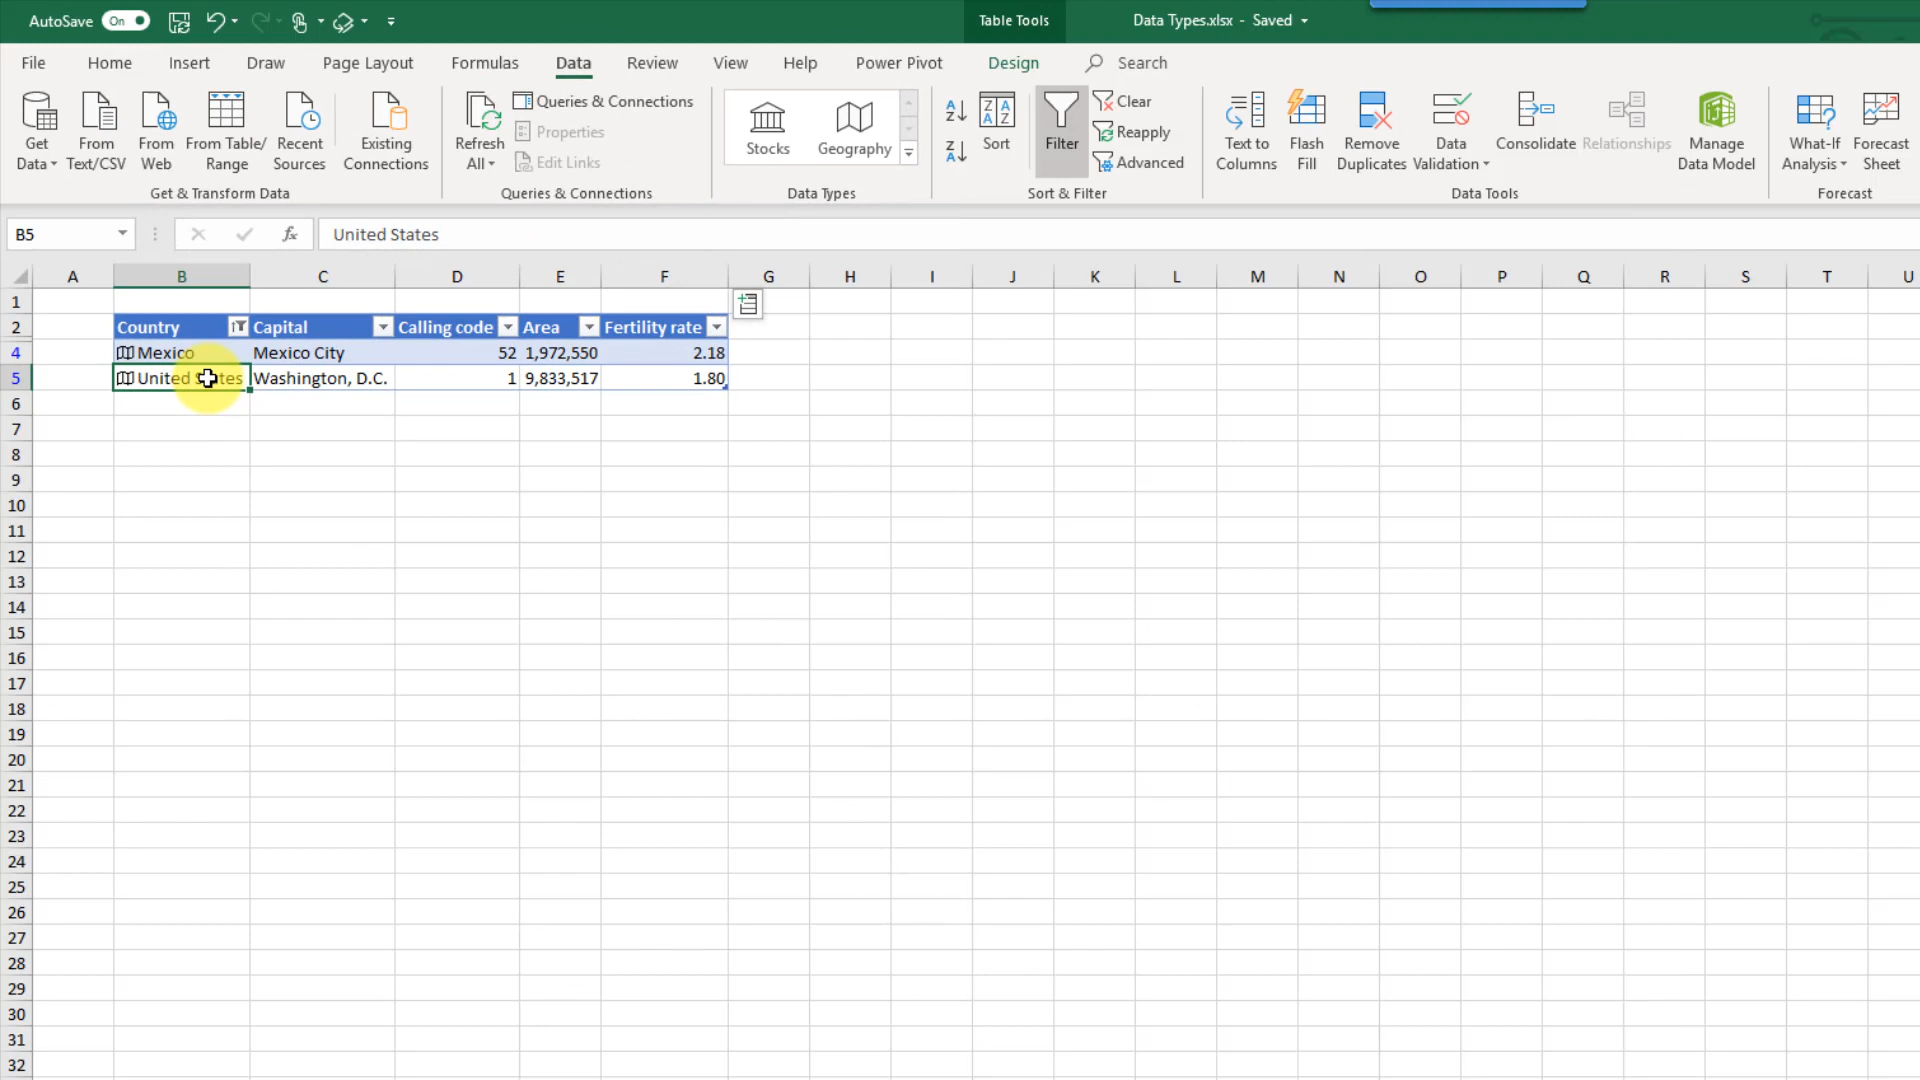 AutoSave On Table Tools Data Types.xlsx - Saved
File Home Insert Draw Page Layout Formulas Data Review View Help Power Pivot Design Search
Get Data
From Text/CSV
From Web
From Table/ Range
Recent Sources
Existing Connections
Get & Transform Data
Refresh All
Queries & Connections
Properties
Edit Links
Queries & Connections
Stocks
Geography
Data Types
Sort
Filter
Clear
Reapply
Advanced
Sort & Filter
Text to Columns
Flash Fill
Remove Duplicates
Data Validation
Consolidate
Relationships
Manage Data Model
Data Tools
What-If Analysis
Forecast Sheet
Forecast
B5 fx United States
A B C D E F G H I J K L M N O P Q R S T U
1
2 Country Capital Calling code Area Fertility rate
4 Mexico Mexico City 52 1,972,550 2.18
5 United States Washington, D.C. 1 9,833,517 1.80
6
7
8
9
10
11
12
13
14
15
16
17
18
19
20
21
22
23
24
25
26
27
28
29
30
31
32